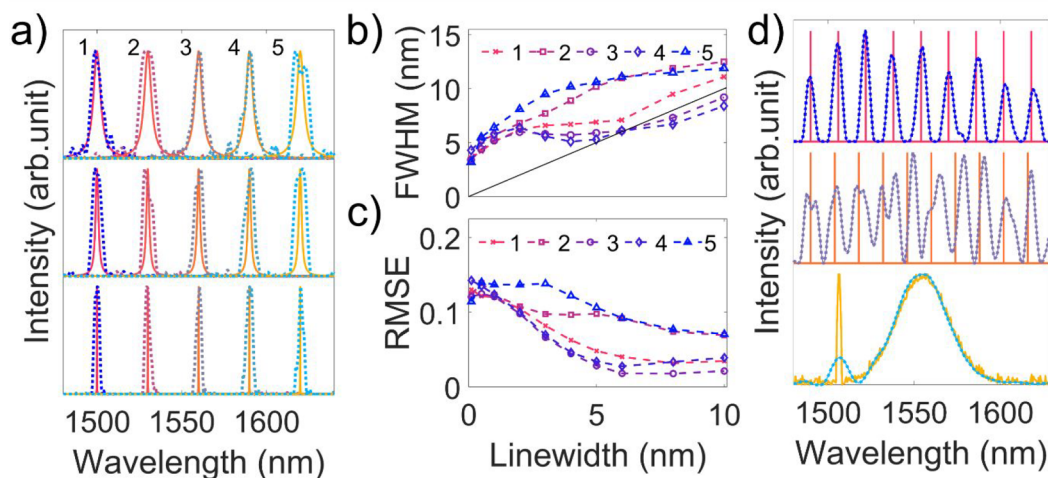 a)
1 2 3 4 5
Intensity (arb.unit)
1500 1550 1600
Wavelength (nm)
b)
15
10
5
0
FWHM (nm)
1 2 3 4 5
c)
0.2
0.1
0
RMSE
1 2 3 4 5
0 5 10
Linewidth (nm)
d)
Intensity (arb.unit)
1500 1550 1600
Wavelength (nm)